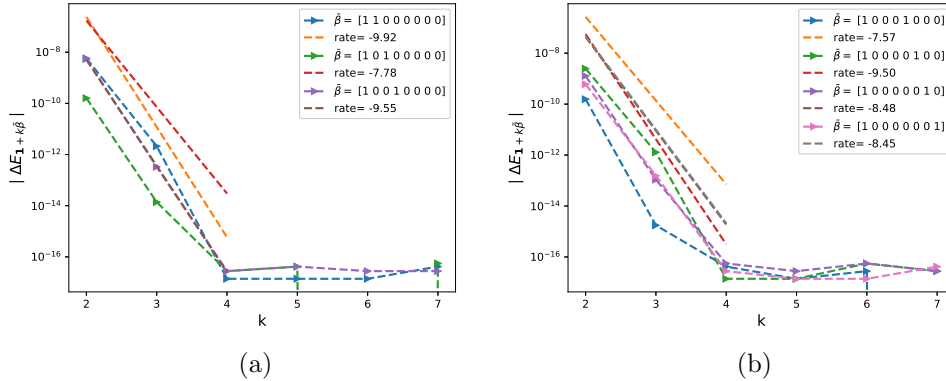 | ΔE_{1 + kβ̄} |
10^{-8}
10^{-10}
10^{-12}
10^{-14}
10^{-16}
β̄ = [1 1 0 0 0 0 0 0]
rate= -9.92
β̄ = [1 0 1 0 0 0 0 0]
rate= -7.78
β̄ = [1 0 0 1 0 0 0 0]
rate= -9.55
2 3 4 5 6 7
k
(a)
| ΔE_{1 + kβ̄} |
10^{-8}
10^{-10}
10^{-12}
10^{-14}
10^{-16}
β̄ = [1 0 0 0 1 0 0 0]
rate= -7.57
β̄ = [1 0 0 0 0 1 0 0]
rate= -9.50
β̄ = [1 0 0 0 0 0 1 0]
rate= -8.48
β̄ = [1 0 0 0 0 0 0 1]
rate= -8.45
2 3 4 5 6 7
k
(b)